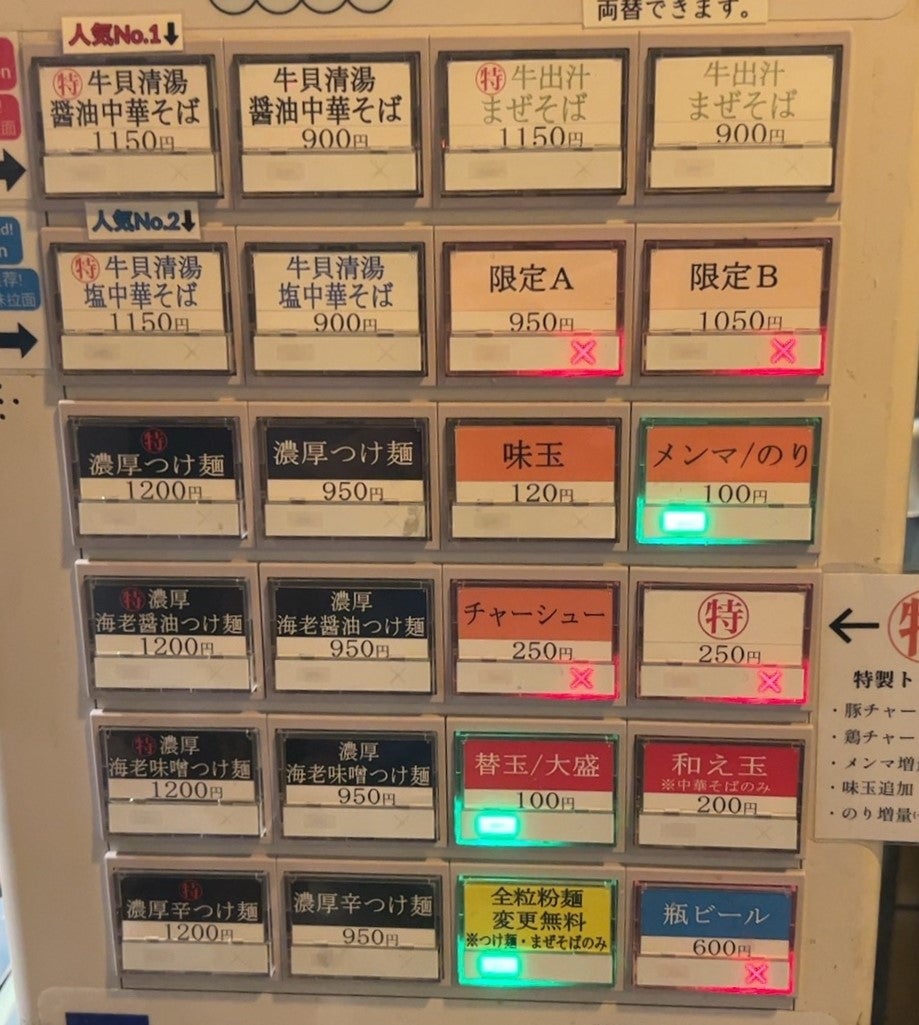 両替できます。
人気No.1↓
特 牛貝清湯
醤油中華そば
1150円
牛貝清湯
醤油中華そば
900円
特 牛出汁
まぜそば
1150円
牛出汁
まぜそば
900円
人気No.2↓
特 牛貝清湯
塩中華そば
1150円
牛貝清湯
塩中華そば
900円
限定A
950円
限定B
1050円
特
濃厚つけ麺
1200円
濃厚つけ麺
950円
味玉
120円
メンマ/のり
100円
特 濃厚
海老醤油つけ麺
1200円
濃厚
海老醤油つけ麺
950円
チャーシュー
250円
特
250円
特 濃厚
海老味噌つけ麺
1200円
濃厚
海老味噌つけ麺
950円
替玉/大盛
100円
和え玉
※中華そばのみ
200円
特
濃厚辛つけ麺
1200円
濃厚辛つけ麺
950円
全粒粉麺
変更無料
※つけ麺・まぜそばのみ
瓶ビール
600円
←
特製ト
・豚チャー
・鶏チャー
・メンマ増
・味玉追加
・のり増量